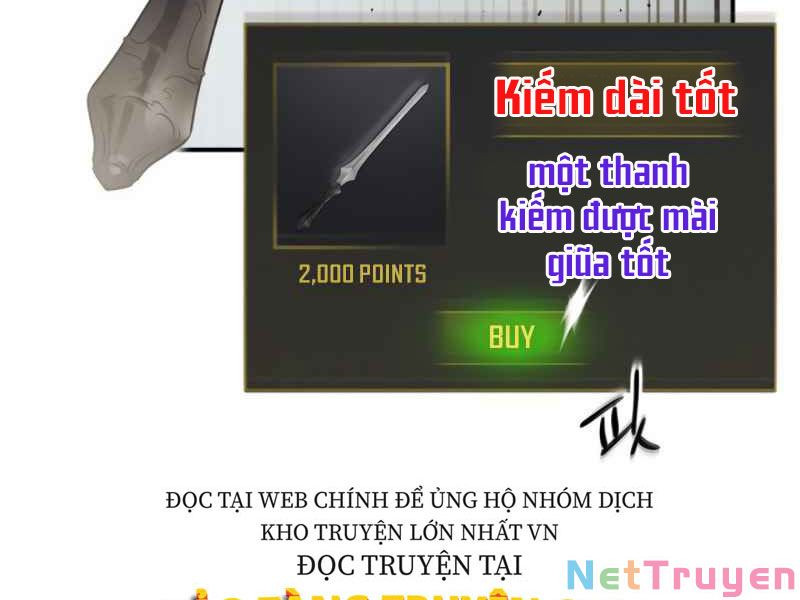 Kiếm dài tốt
một thanh
kiếm được mài
giũa tốt
2,000 POINTS
BUY
팟
ĐỌC TẠI WEB CHÍNH ĐỂ ỦNG HỘ NHÓM DỊCH
KHO TRUYỆN LỚN NHẤT VN
ĐỌC TRUYỆN TẠI
NetTruyen